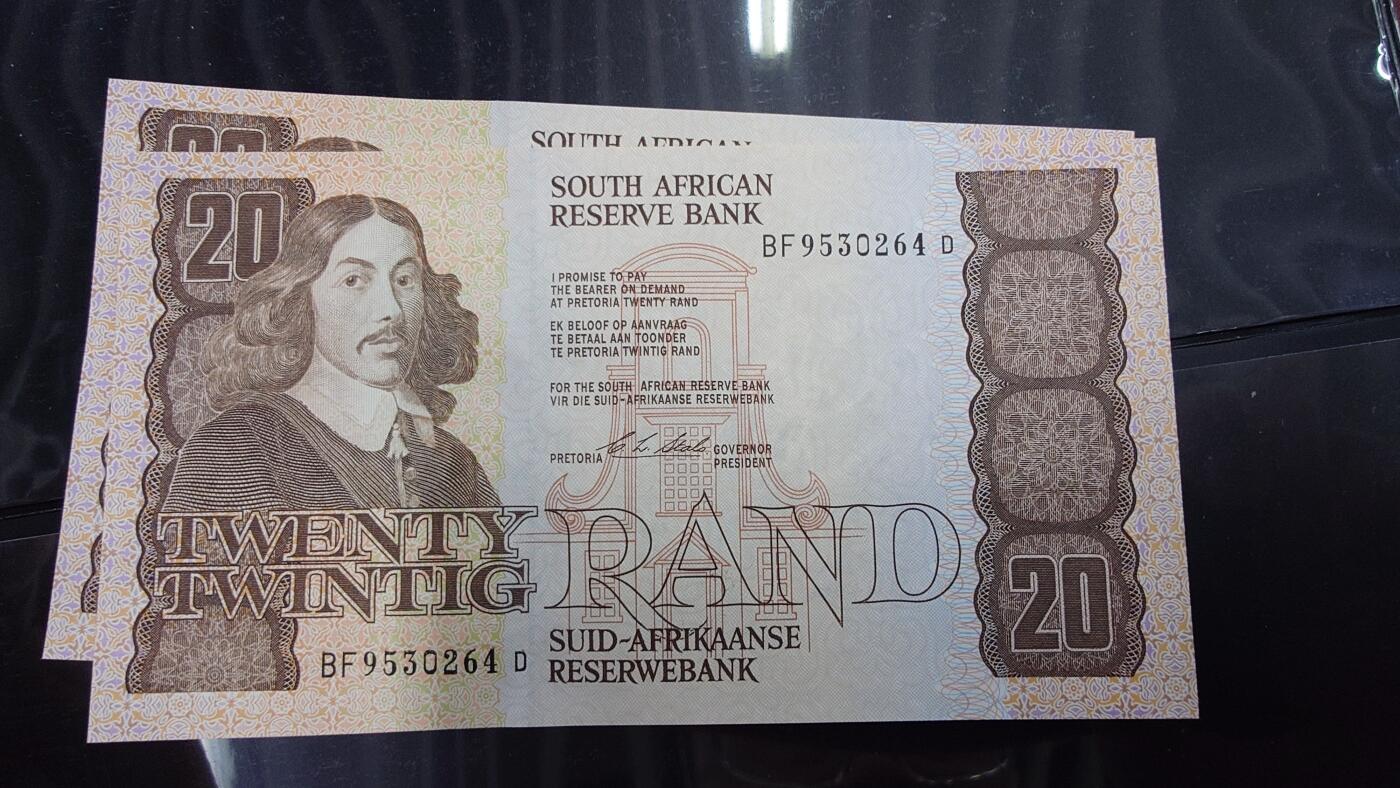 20
SOUTH AFRICAN
20
SOUTH AFRICAN
RESERVE BANK
BF9530264 D
I PROMISE TO PAY
THE BEARER ON DEMAND
AT PRETORIA TWENTY RAND
EK BELOOF OP AANVRAAG
TE BETAAL AAN TOONDER
TE PRETORIA TWINTIG RAND
FOR THE SOUTH AFRICAN RESERVE BANK
VIR DIE SUID-AFRIKAANSE RESERWEBANK
PRETORIA
GOVERNOR
PRESIDENT
TWENTY
TWINTIG
RAND
20
SUID-AFRIKAANSE
RESERWEBANK
BF9530264 D